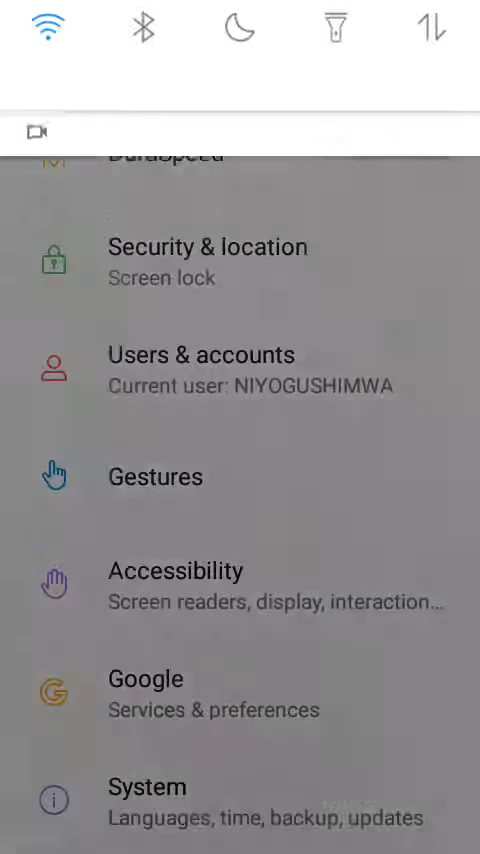 DuraSpeed
Security & location
Screen lock
Users & accounts
Current user: NIYOGUSHIMWA
Gestures
Accessibility
Screen readers, display, interaction…
Google
Services & preferences
System
Languages, time, backup, updates